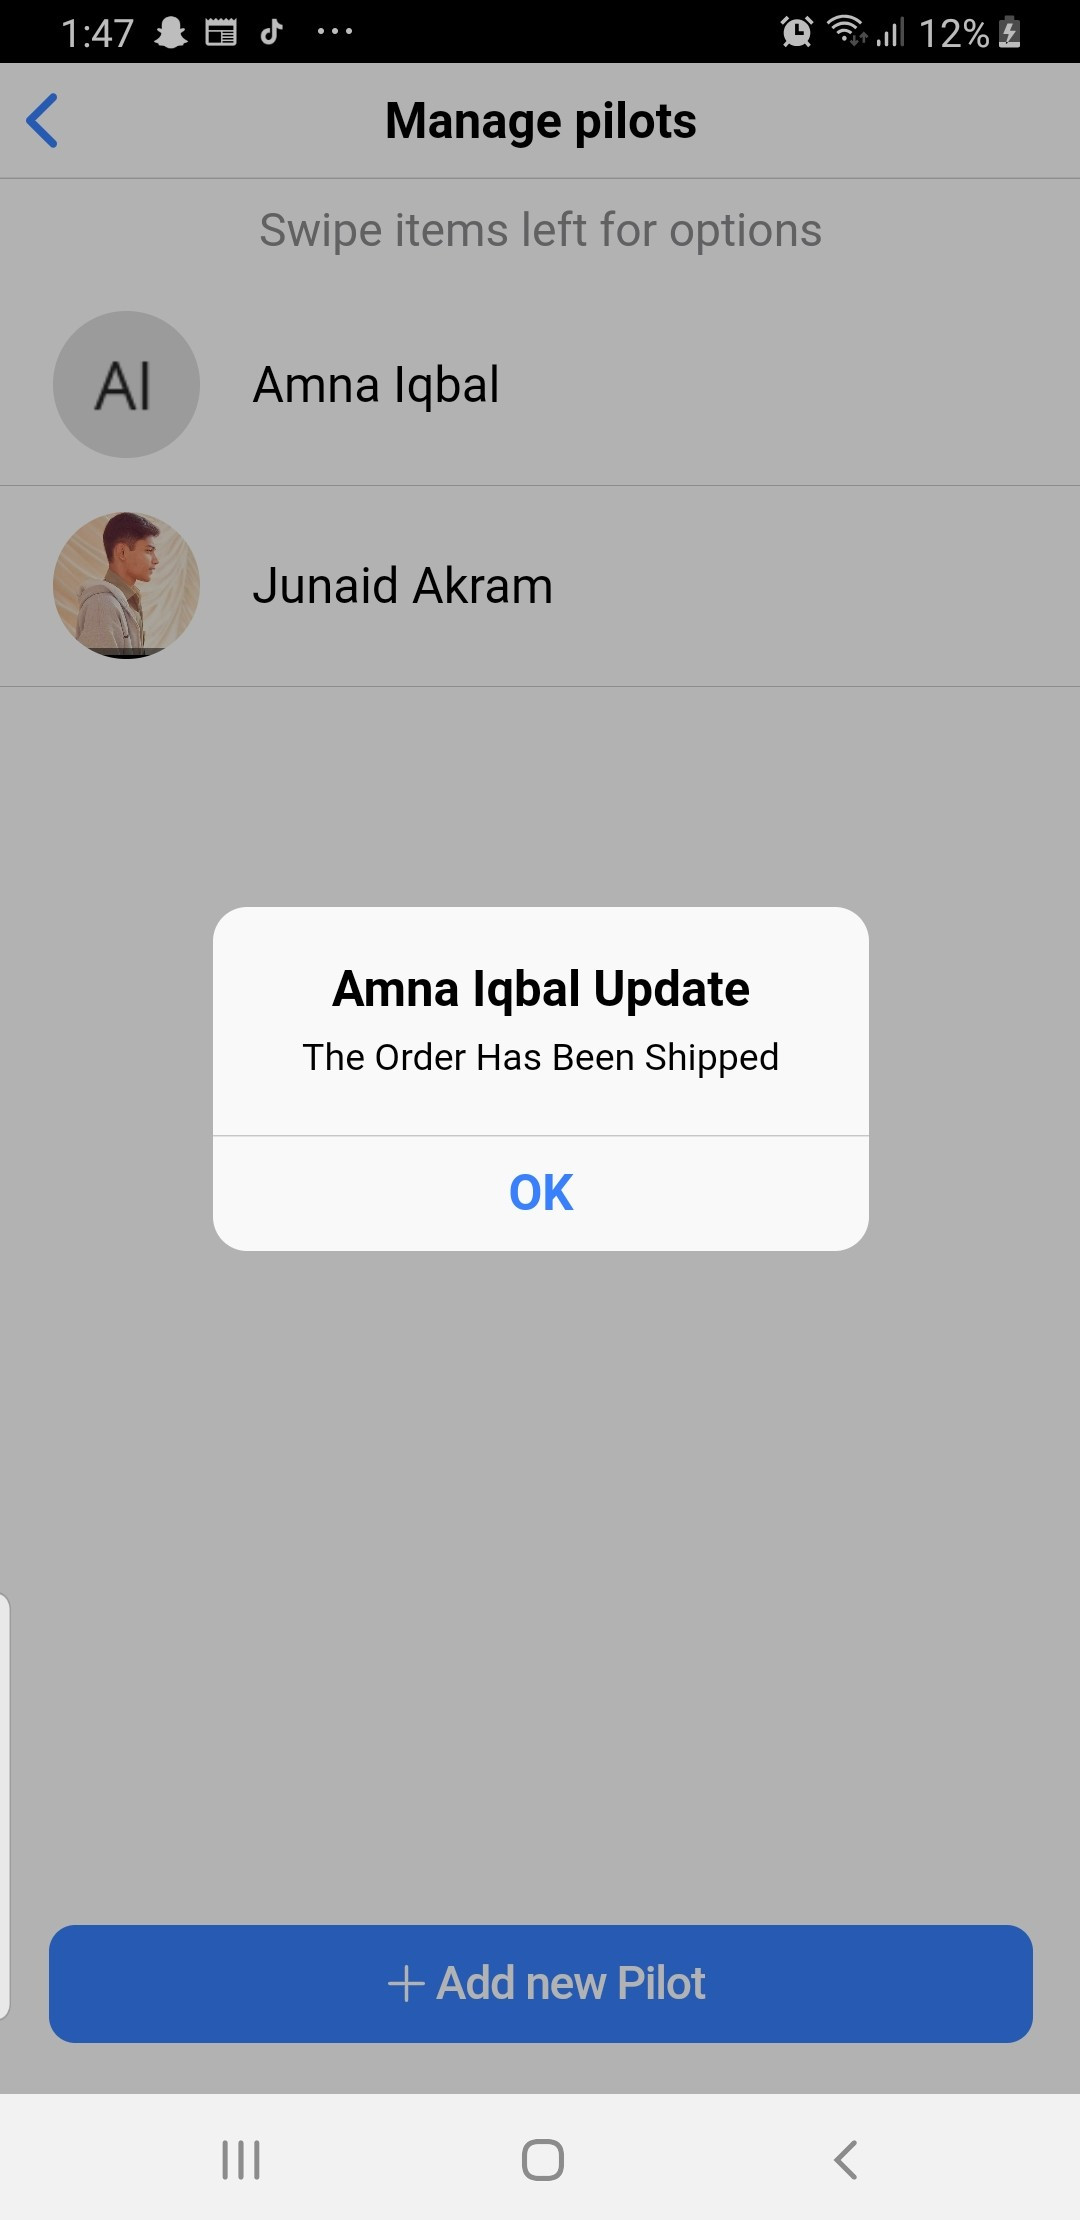 1:47 12%
Manage pilots
Swipe items left for options
AI
Amna Iqbal
Junaid Akram
Amna Iqbal Update
The Order Has Been Shipped
OK
+ Add new Pilot